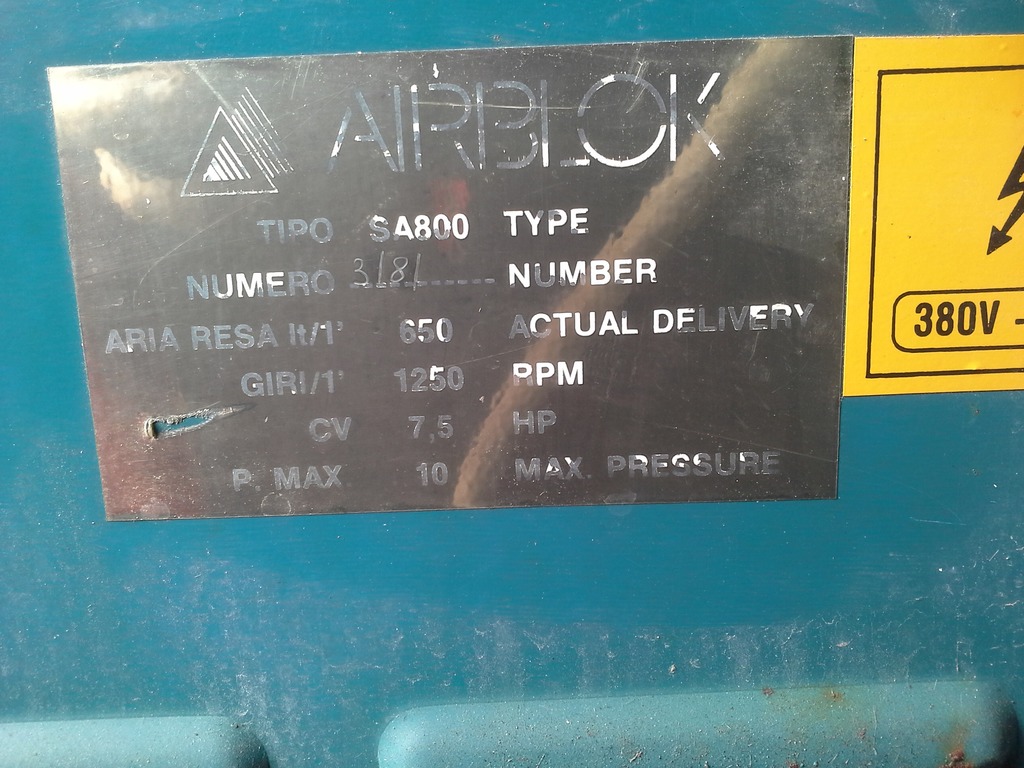 AIRBLOK
TIPO SA800 TYPE
NUMERO 3181 NUMBER
ARIA RESA lt/1' 650 ACTUAL DELIVERY
GIRI/1' 1250 RPM
CV 7,5 HP
P. MAX 10 MAX. PRESSURE
380V -